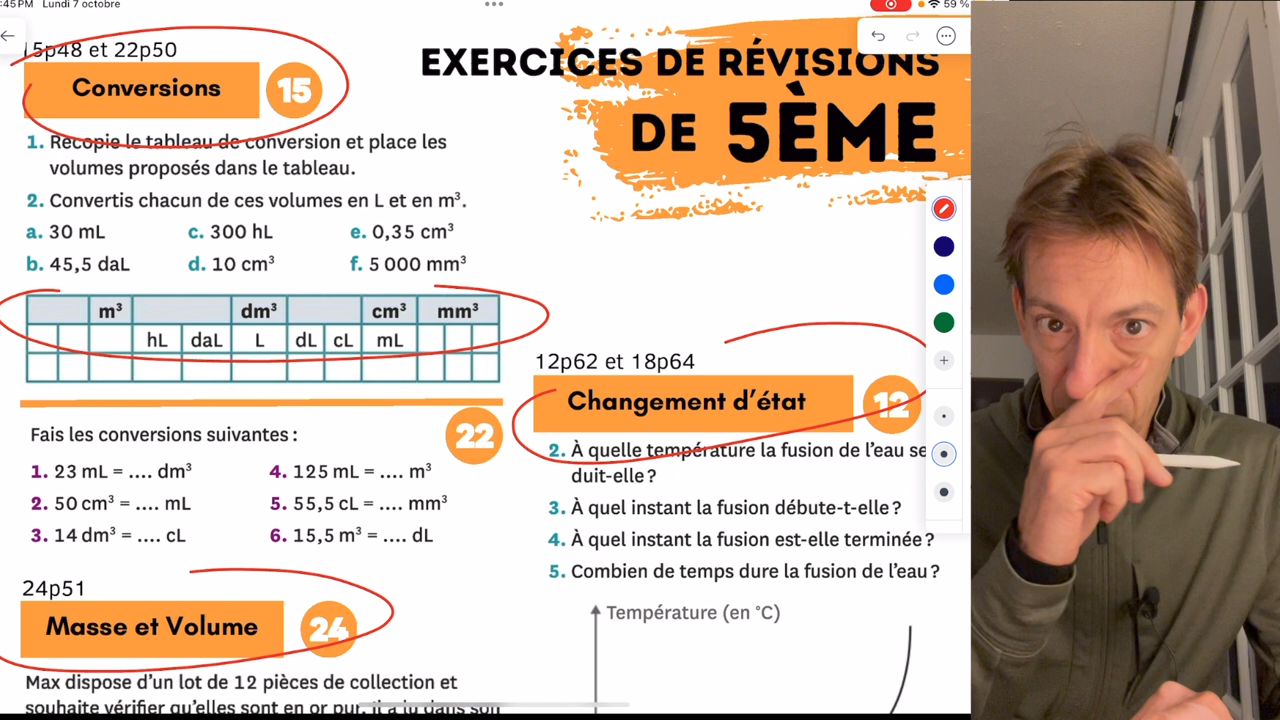 :45PM Lundi 7 octobre
59 %
15p48 et 22p50
Conversions 15
1. Recopie le tableau de conversion et place les
volumes proposés dans le tableau.
2. Convertis chacun de ces volumes en L et en m³.
a. 30 mL c. 300 hL e. 0,35 cm³
b. 45,5 daL d. 10 cm³ f. 5 000 mm³
m³ dm³ cm³ mm³
hL daL L dL cL mL
22
Fais les conversions suivantes :
1. 23 mL = .... dm³ 4. 125 mL = .... m³
2. 50 cm³ = .... mL 5. 55,5 cL = .... mm³
3. 14 dm³ = .... cL 6. 15,5 m³ = .... dL
24p51
Masse et Volume 24
Max dispose d'un lot de 12 pièces de collection et
souhaite vérifier qu'elles sont en or pur. Il a lu dans son
EXERCICES DE RÉVISIONS
DE 5ÈME
12p62 et 18p64
Changement d'état 12
2. À quelle température la fusion de l'eau se
duit-elle ?
3. À quel instant la fusion débute-t-elle ?
4. À quel instant la fusion est-elle terminée ?
5. Combien de temps dure la fusion de l'eau ?
Température (en °C)